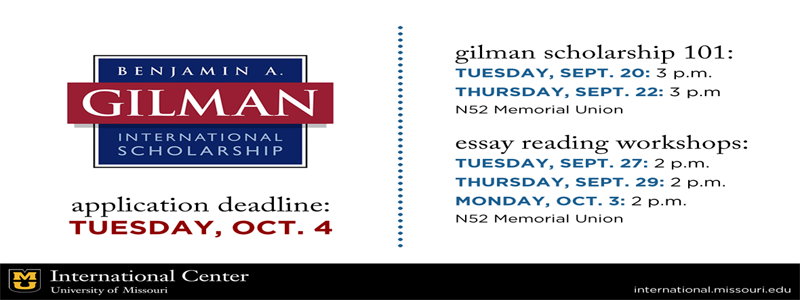 BENJAMIN A.
GILMAN
INTERNATIONAL
SCHOLARSHIP
application deadline:
TUESDAY, OCT. 4
gilman scholarship 101:
TUESDAY, SEPT. 20: 3 p.m.
THURSDAY, SEPT. 22: 3 p.m
N52 Memorial Union
essay reading workshops:
TUESDAY, SEPT. 27: 2 p.m.
THURSDAY, SEPT. 29: 2 p.m.
MONDAY, OCT. 3: 2 p.m.
N52 Memorial Union
MU
International Center
University of Missouri
international.missouri.edu